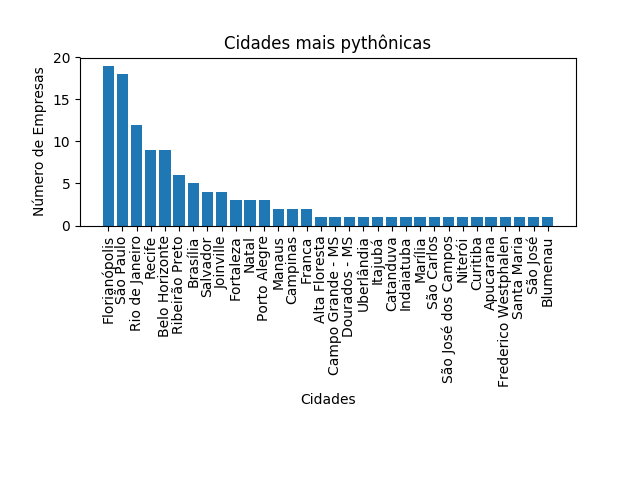 Cidades mais pythônicas
Número de Empresas
20
15
10
5
0
Florianópolis
São Paulo
Rio de Janeiro
Recife
Belo Horizonte
Ribeirão Preto
Brasília
Salvador
Joinville
Fortaleza
Natal
Porto Alegre
Manaus
Campinas
Franca
Alta Floresta
Campo Grande - MS
Dourados - MS
Uberlândia
Itajubá
Catanduva
Indaiatuba
Marília
São Carlos
São José dos Campos
Niterói
Curitiba
Apucarana
Frederico Westphalen
Santa Maria
São José
Blumenau
Cidades